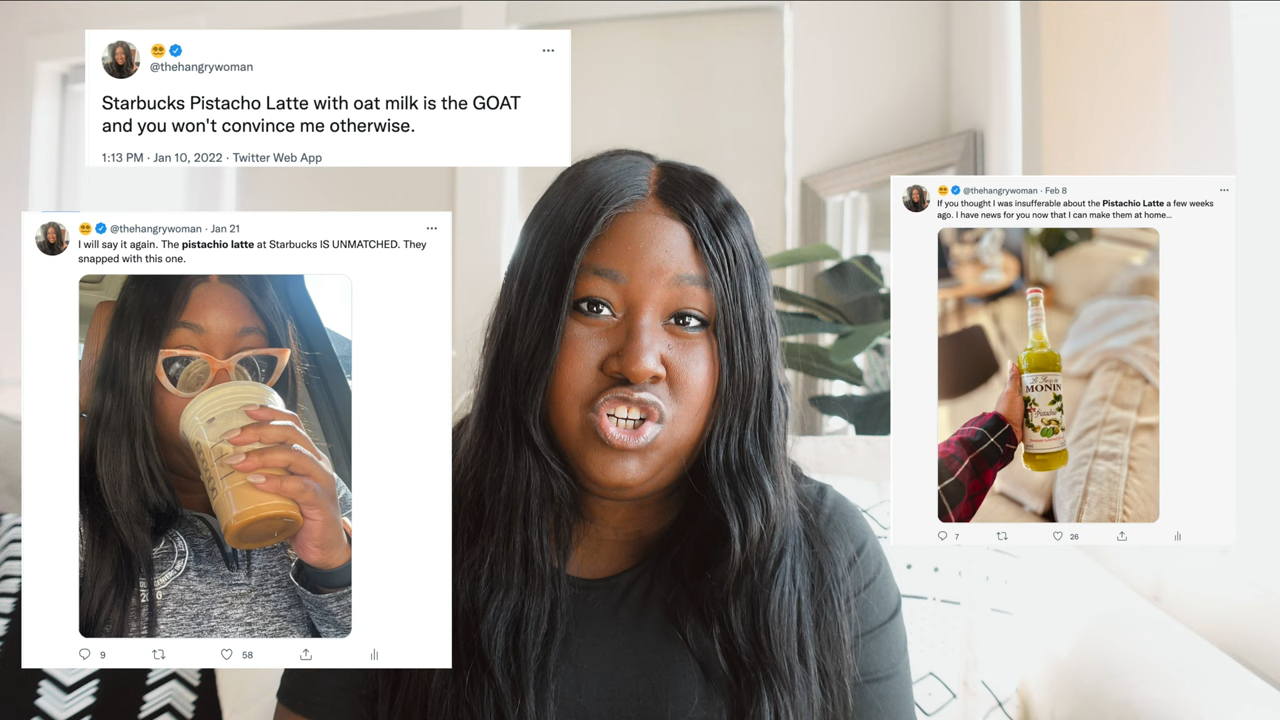 @thehangrywoman
Starbucks Pistacho Latte with oat milk is the GOAT
and you won't convince me otherwise.
1:13 PM · Jan 10, 2022 · Twitter Web App
@thehangrywoman · Jan 21
I will say it again. The pistachio latte at Starbucks IS UNMATCHED. They
snapped with this one.
9 58
@thehangrywoman · Feb 8
If you thought I was insufferable about the Pistachio Latte a few weeks
ago. I have news for you now that I can make them at home...
MONIN
Pistachio
7 26